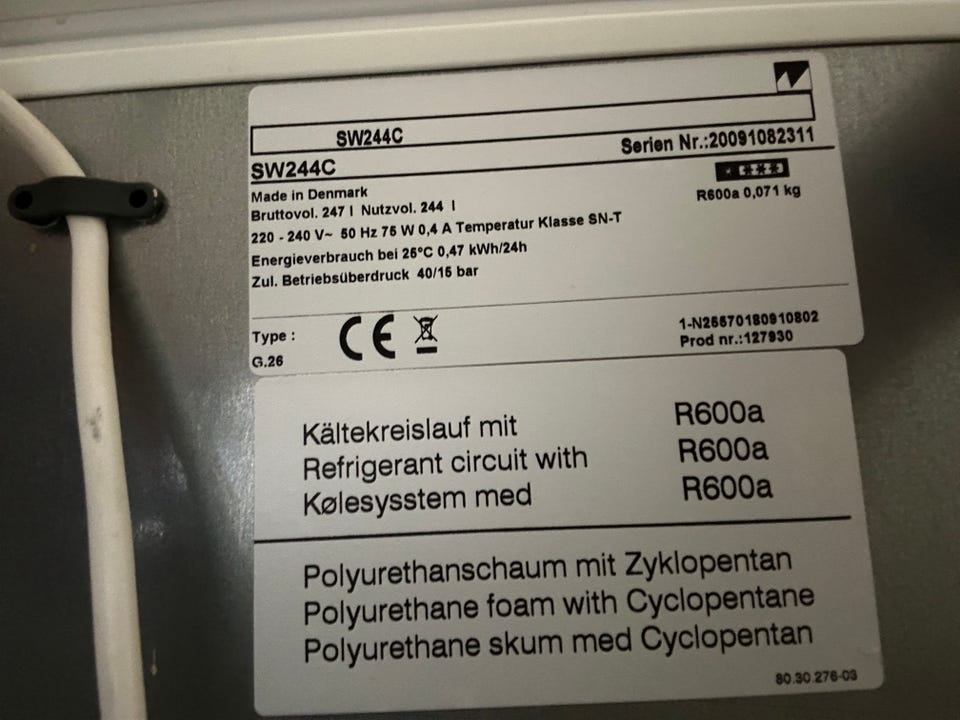 SW244C
SW244C
Serien Nr.:20091082311
Made in Denmark
Bruttovol. 247 l Nutzvol. 244 l
R600a 0,071 kg
220 - 240 V~ 50 Hz 75 W 0,4 A Temperatur Klasse SN-T
Energieverbrauch bei 25°C 0,47 kWh/24h
Zul. Betriebsüberdruck 40/15 bar
Type :
CE
1-N25570180910802
G.26
Prod nr.:127930
Kältekreislauf mit R600a
Refrigerant circuit with R600a
Kølesysstem med R600a
Polyurethanschaum mit Zyklopentan
Polyurethane foam with Cyclopentane
Polyurethane skum med Cyclopentan
80.30.276-03